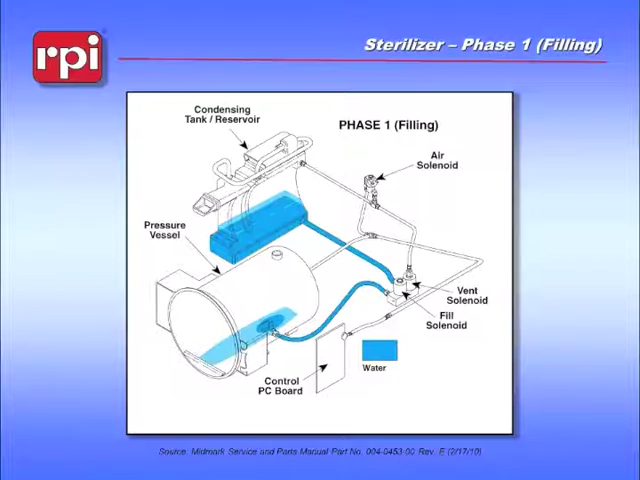 rpi
Sterilizer – Phase 1 (Filling)
Condensing
Tank / Reservoir
PHASE 1 (Filling)
Air
Solenoid
Pressure
Vessel
Vent
Solenoid
Fill
Solenoid
Control
PC Board
Water
Source: Midmark Service and Parts Manual Part No. 004-0453-00 Rev. E (2/17/10)